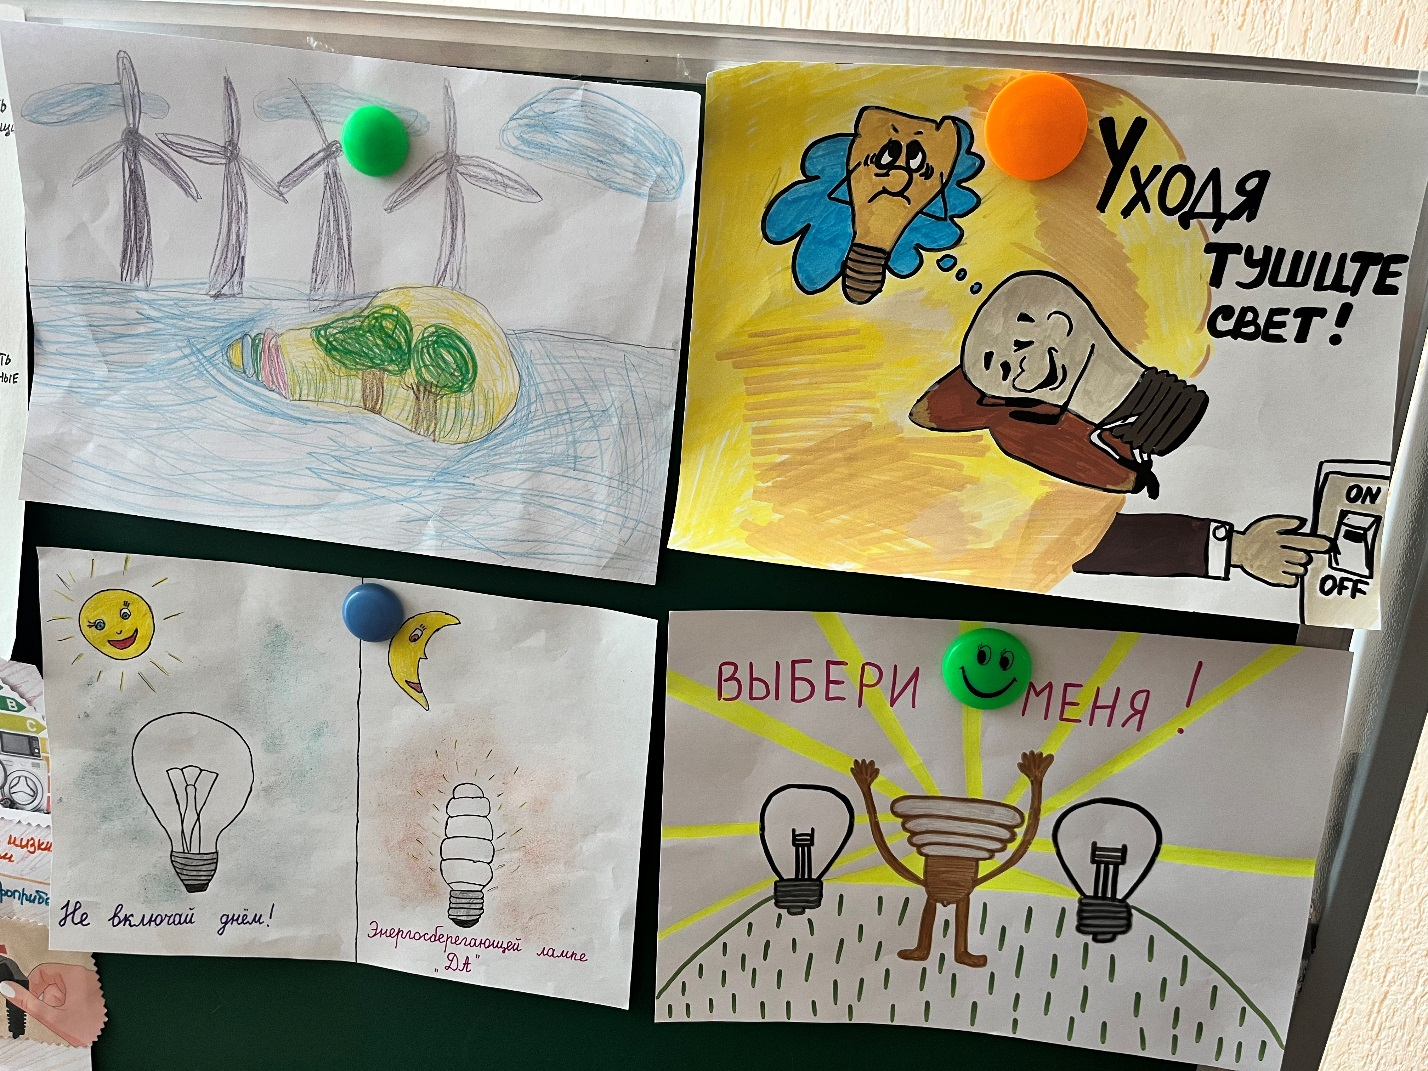 Уходя
тушите
свет!
ON
OFF
Не включай днём!
Энергосберегающей лампе
"ДА"
ВЫБЕРИ МЕНЯ!
B
C